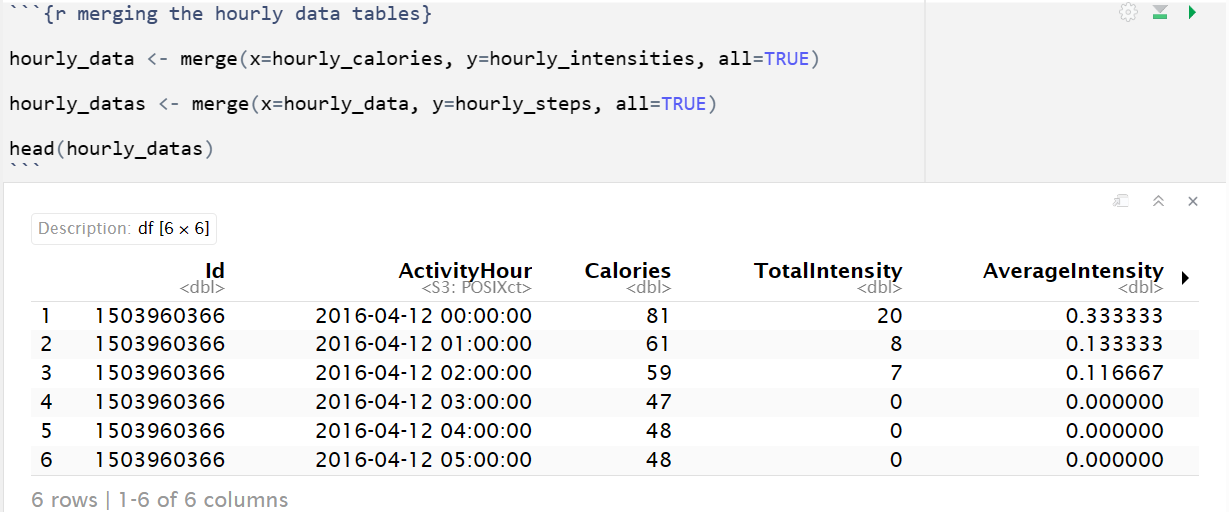 ```{r merging the hourly data tables}
hourly_data <- merge(x=hourly_calories, y=hourly_intensities, all=TRUE)
hourly_datas <- merge(x=hourly_data, y=hourly_steps, all=TRUE)
head(hourly_datas)
```
Description: df [6 × 6]
Id ActivityHour Calories TotalIntensity AverageIntensity
<dbl> <S3: POSIXct> <dbl> <dbl> <dbl>
1 1503960366 2016-04-12 00:00:00 81 20 0.333333
2 1503960366 2016-04-12 01:00:00 61 8 0.133333
3 1503960366 2016-04-12 02:00:00 59 7 0.116667
4 1503960366 2016-04-12 03:00:00 47 0 0.000000
5 1503960366 2016-04-12 04:00:00 48 0 0.000000
6 1503960366 2016-04-12 05:00:00 48 0 0.000000
6 rows | 1-6 of 6 columns